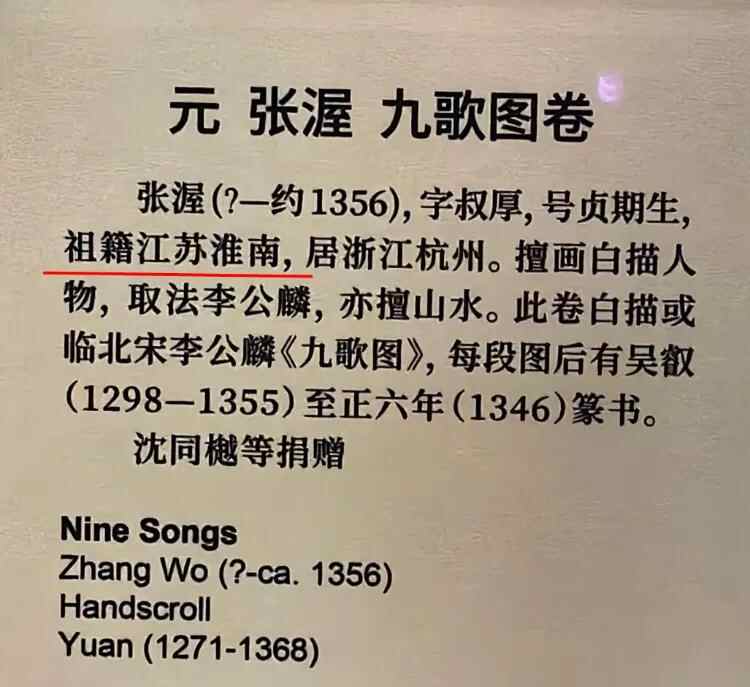 元 张渥 九歌图卷
张渥(?—约1356),字叔厚,号贞期生,
祖籍江苏淮南,居浙江杭州。擅画白描人
物,取法李公麟,亦擅山水。此卷白描或
临北宋李公麟《九歌图》,每段图后有吴叡
(1298—1355)至正六年(1346)篆书。
沈同樾等捐赠
Nine Songs
Zhang Wo (?-ca. 1356)
Handscroll
Yuan (1271-1368)